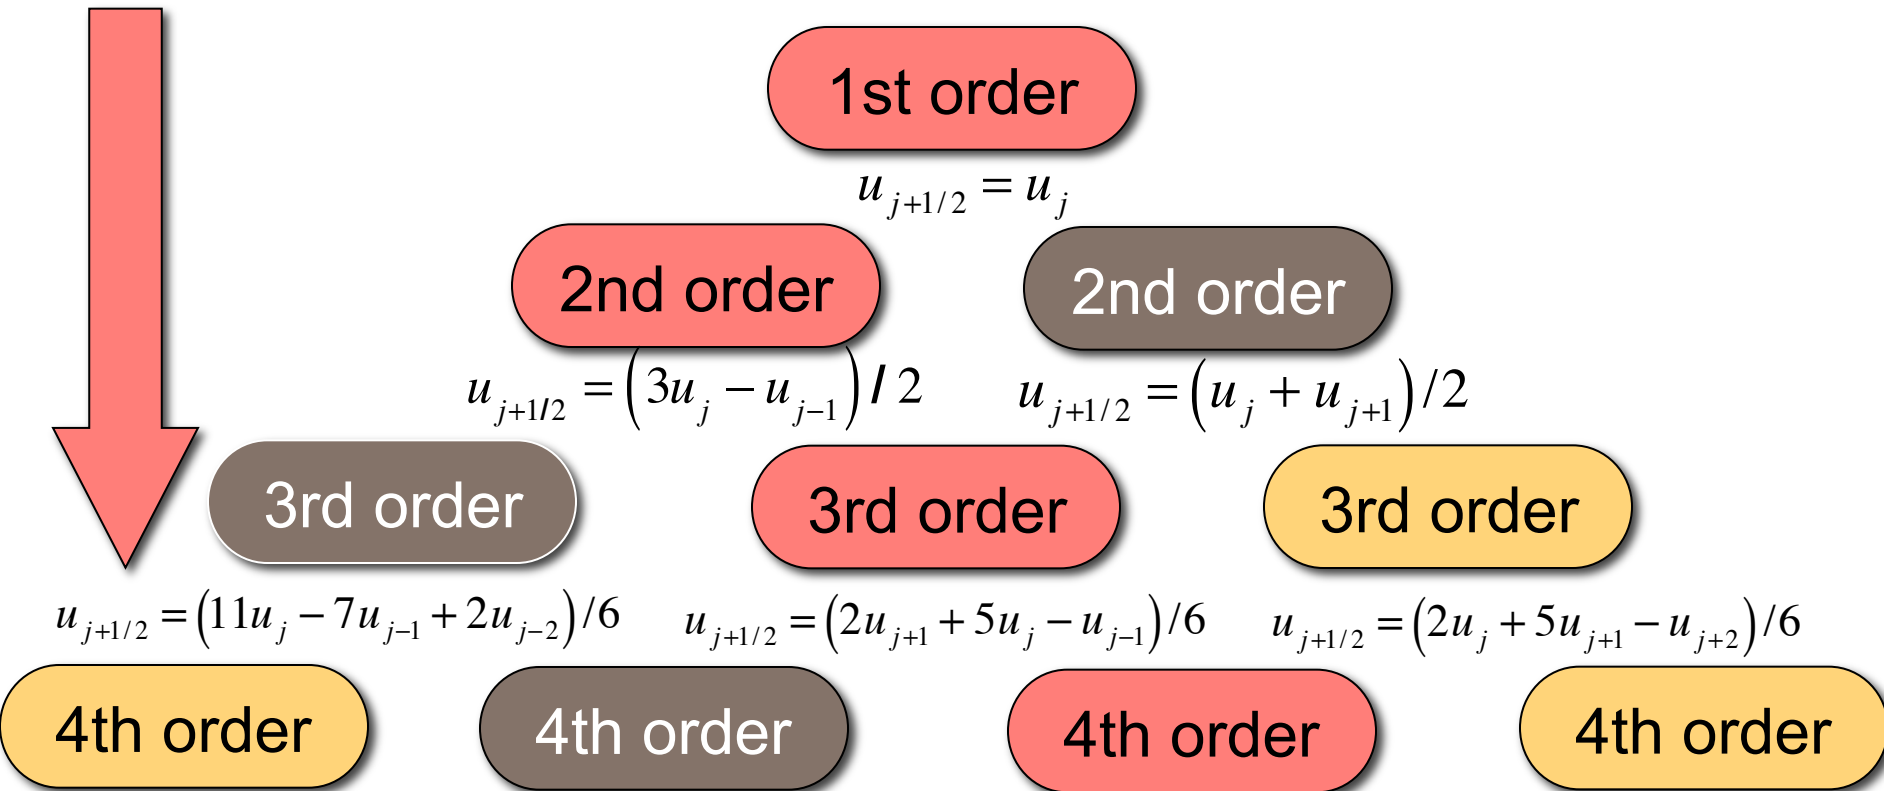 1st order
u_{j+1/2} = u_j
2nd order 2nd order
u_{j+1/2} = (3u_j − u_{j−1}) / 2 u_{j+1/2} = (u_j + u_{j+1})/2
3rd order 3rd order 3rd order
u_{j+1/2} = (11u_j − 7u_{j−1} + 2u_{j−2})/6 u_{j+1/2} = (2u_{j+1} + 5u_j − u_{j−1})/6 u_{j+1/2} = (2u_j + 5u_{j+1} − u_{j+2})/6
4th order 4th order 4th order 4th order